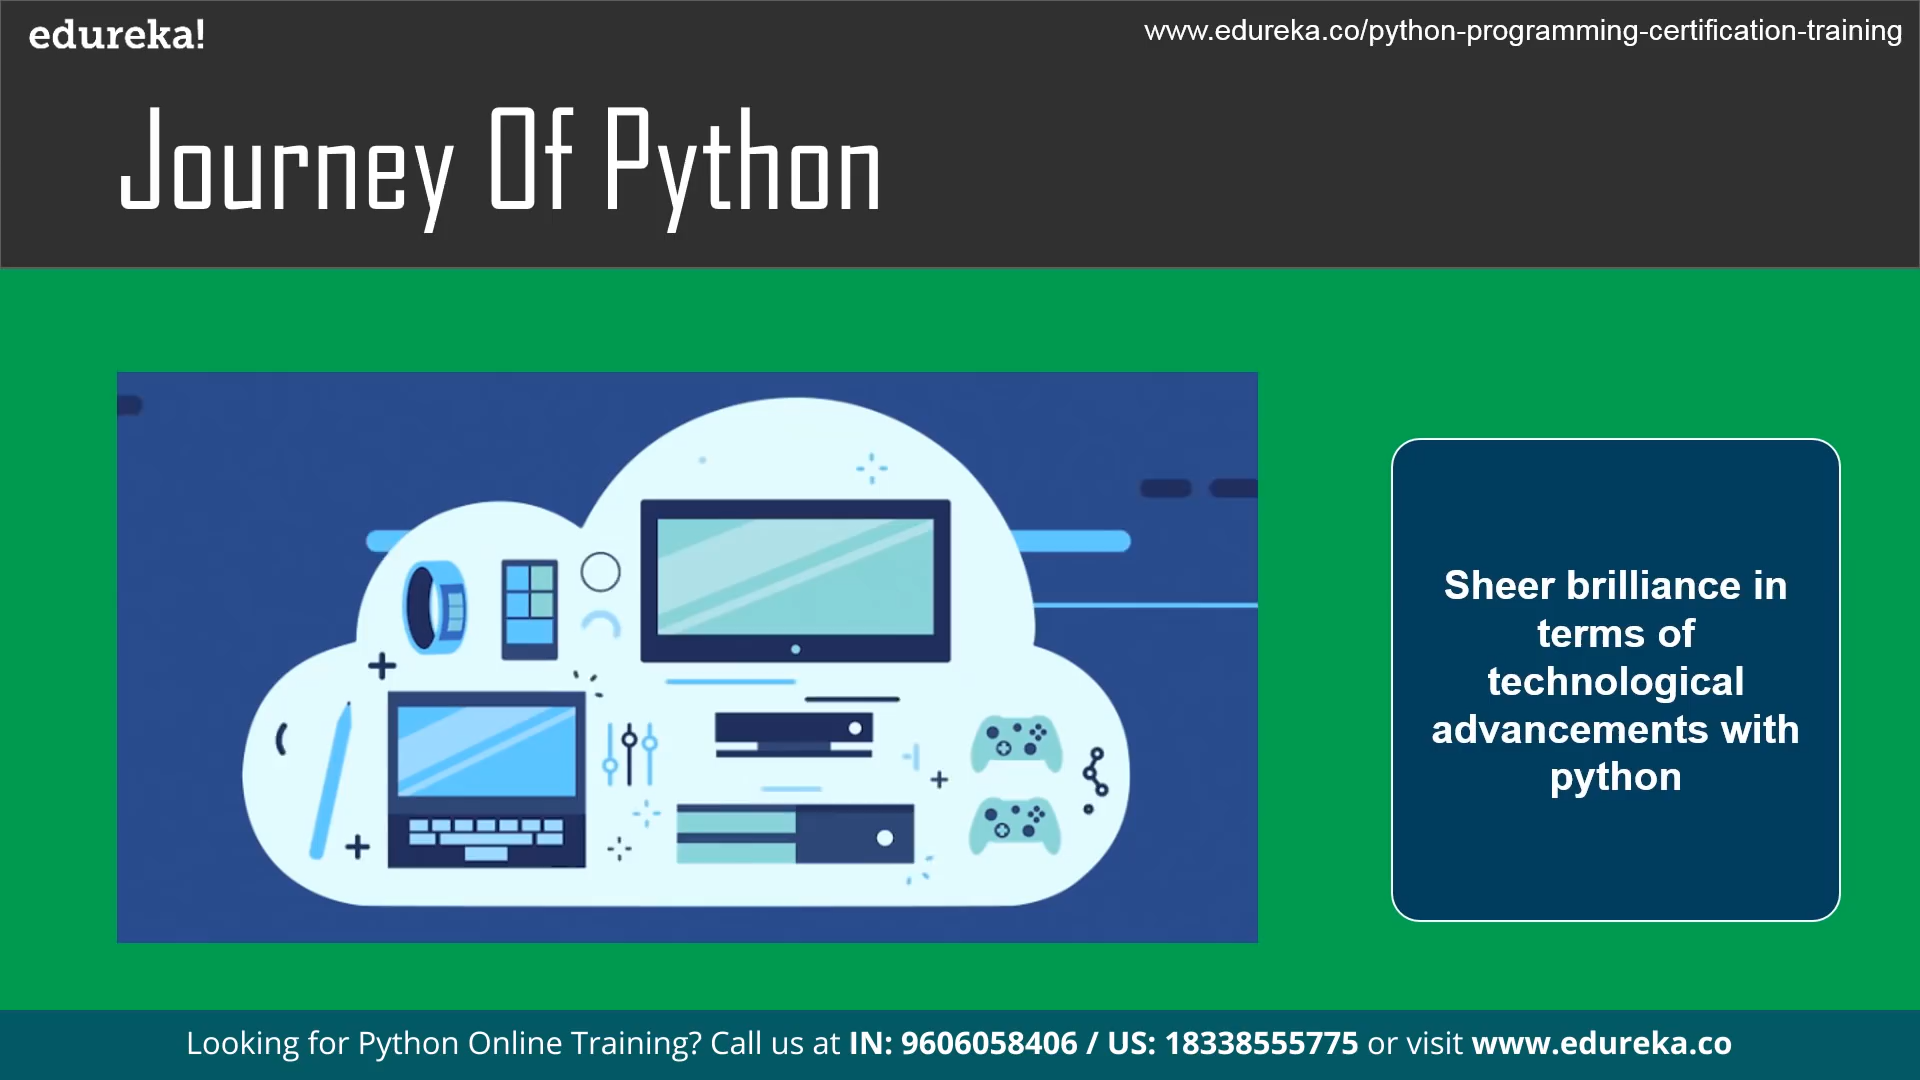 edureka!
www.edureka.co/python-programming-certification-training
Journey Of Python
Sheer brilliance in
terms of
technological
advancements with
python
Looking for Python Online Training? Call us at IN: 9606058406 / US: 18338555775 or visit www.edureka.co